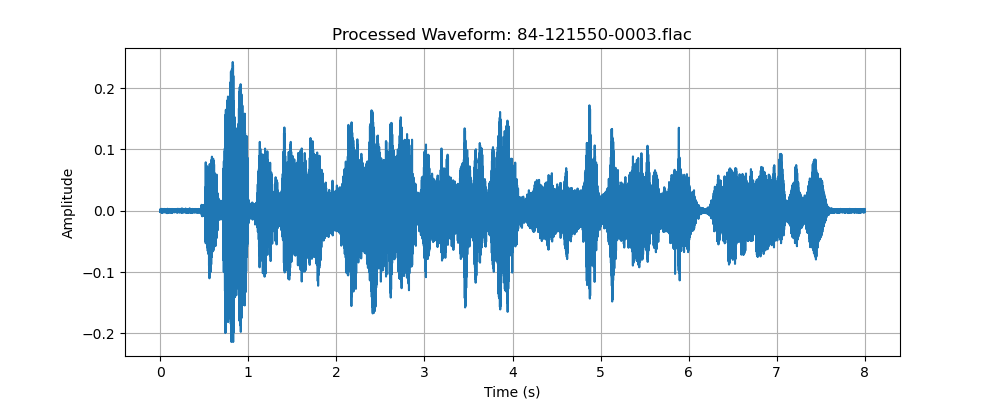 Processed Waveform: 84-121550-0003.flac
Amplitude
0.2
0.1
0.0
−0.1
−0.2
0 1 2 3 4 5 6 7 8
Time (s)